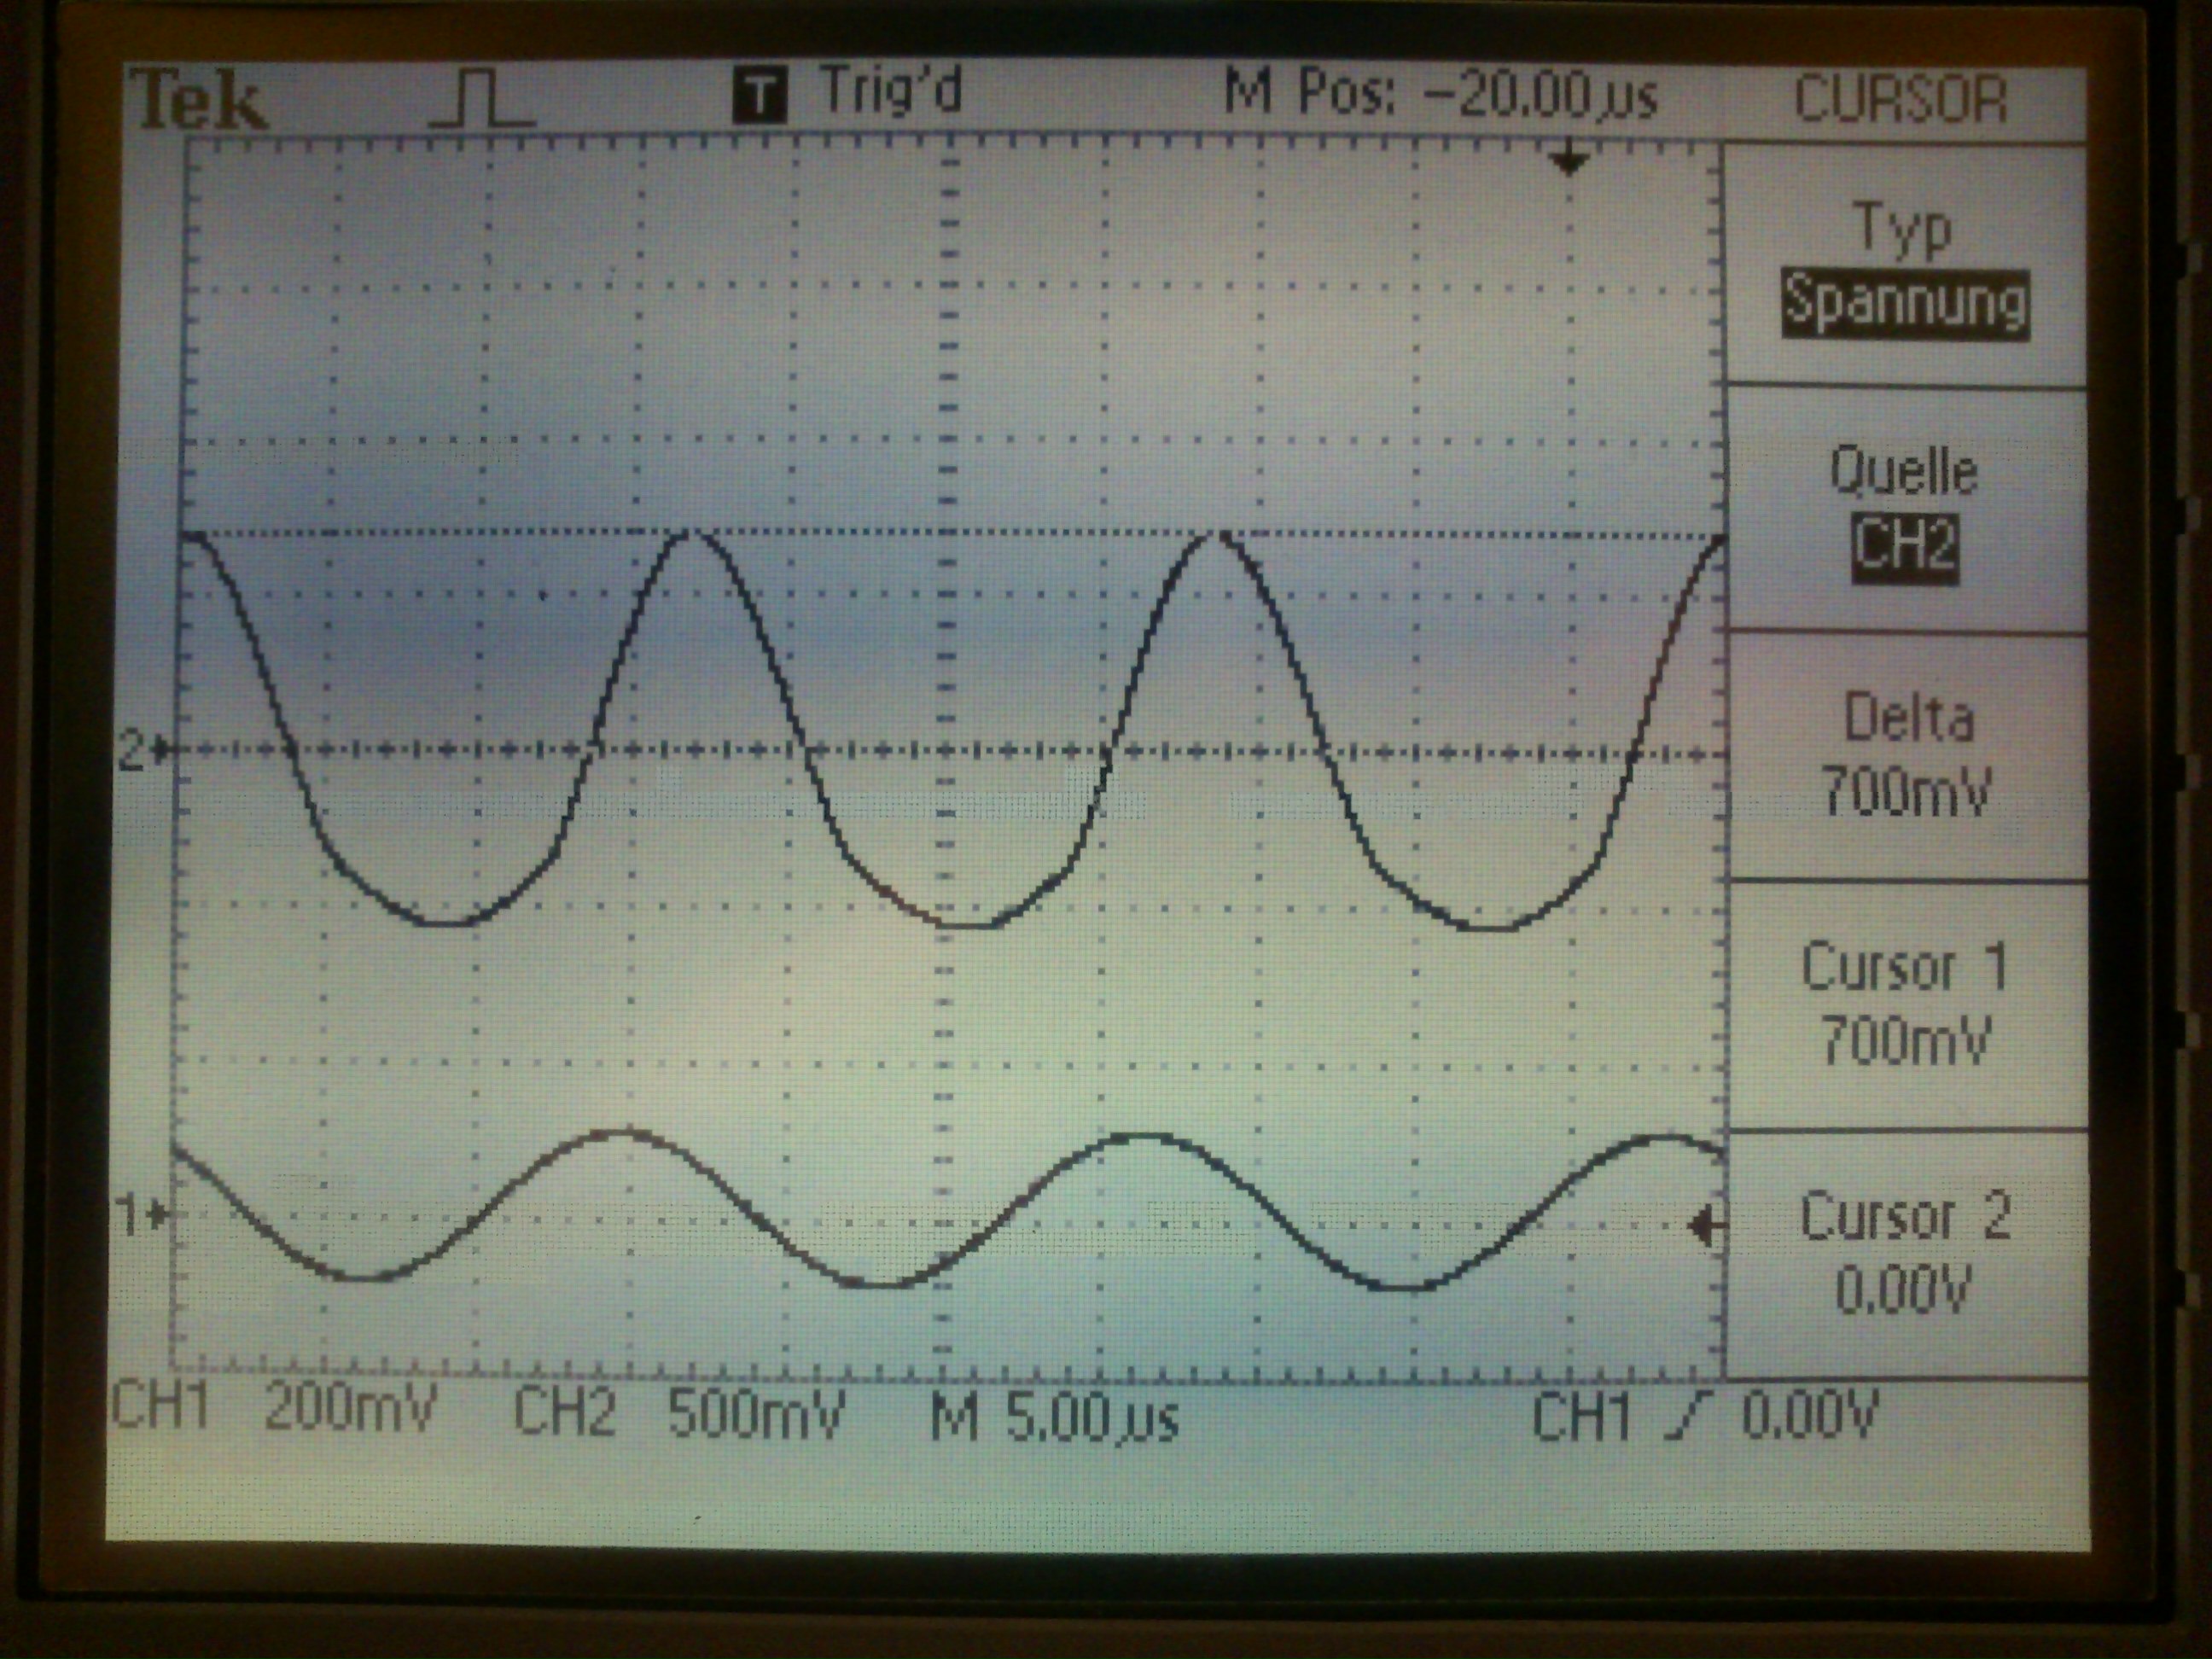 Tek T Trig'd M Pos: -20.00µs CURSOR
Typ
Spannung
Quelle
CH2
2
Delta
700mV
Cursor 1
700mV
1
Cursor 2
0.00V
CH1 200mV CH2 500mV M 5.00µs CH1 0.00V